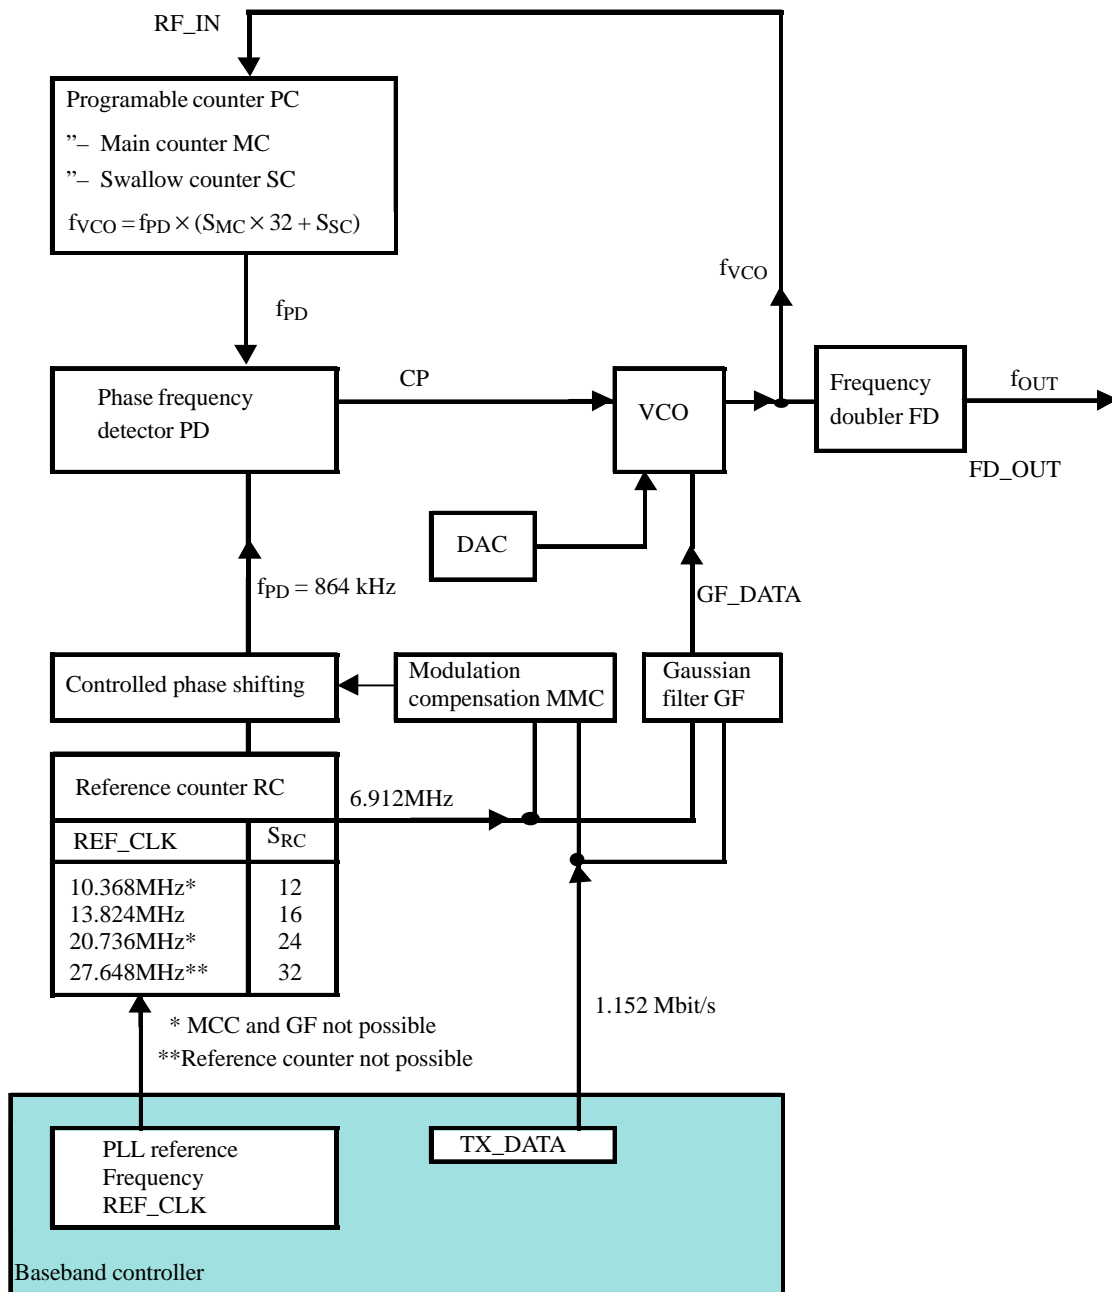 RF_IN
Programable counter PC
”– Main counter MC
”– Swallow counter SC
fVCO = fPD × (SMC × 32 + SSC)
fVCO
fPD
Phase frequency
detector PD
CP
VCO
Frequency
doubler FD
fOUT
FD_OUT
DAC
fPD = 864 kHz
GF_DATA
Controlled phase shifting
Modulation
compensation MMC
Gaussian
filter GF
Reference counter RC
6.912MHz
REF_CLK SRC
10.368MHz* 12
13.824MHz 16
20.736MHz* 24
27.648MHz** 32
1.152 Mbit/s
* MCC and GF not possible
**Reference counter not possible
PLL reference
Frequency
REF_CLK
TX_DATA
Baseband controller